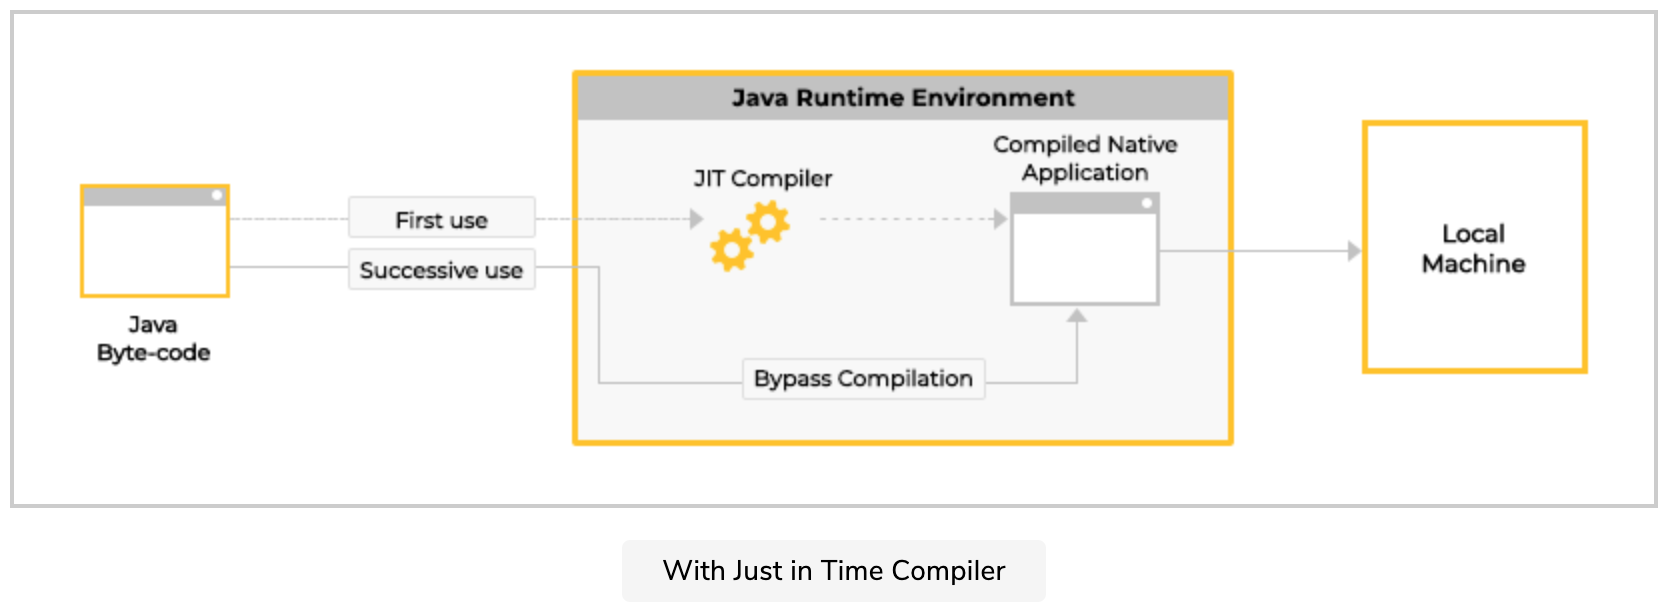 Java Runtime Environment
Compiled Native
Application
JIT Compiler
First use
Successive use
Java
Byte-code
Bypass Compilation
Local
Machine
With Just in Time Compiler